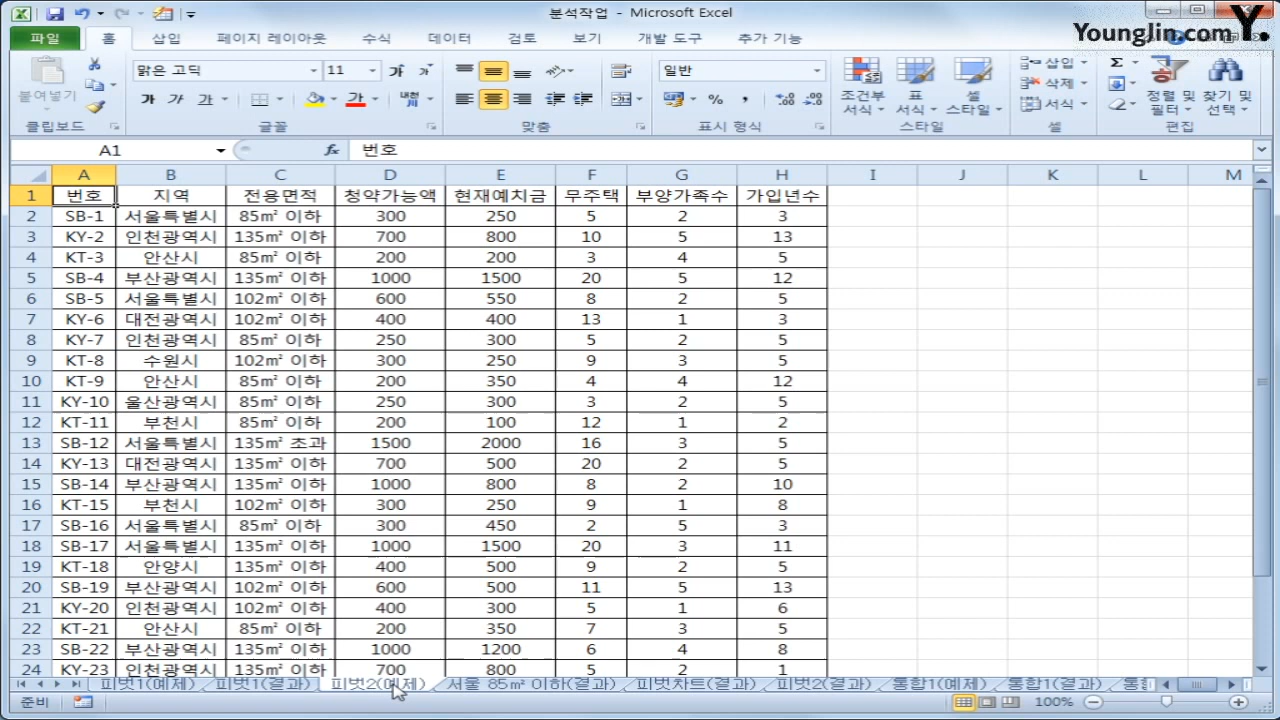 분석작업 - Microsoft Excel
Younglin.com Y.
파일 홈 삽입 페이지 레이아웃 수식 데이터 검토 보기 개발 도구 추가 기능
붙여넣기 맑은 고딕 11 일반 조건부 서식 표 서식 셀 스타일 삽입 삭제 서식 정렬 및 필터 찾기 및 선택
클립보드 글꼴 맞춤 표시 형식 스타일 셀 편집
A1 fx 번호
A B C D E F G H I J K L M
1 번호 지역 전용면적 청약가능액 현재예치금 무주택 부양가족수 가입년수
2 SB-1 서울특별시 85㎡ 이하 300 250 5 2 3
3 KY-2 인천광역시 135㎡ 이하 700 800 10 5 13
4 KT-3 안산시 85㎡ 이하 200 200 3 4 5
5 SB-4 부산광역시 135㎡ 이하 1000 1500 20 5 12
6 SB-5 서울특별시 102㎡ 이하 600 550 8 2 5
7 KY-6 대전광역시 102㎡ 이하 400 400 13 1 3
8 KY-7 인천광역시 85㎡ 이하 250 300 5 2 5
9 KT-8 수원시 102㎡ 이하 300 250 9 3 5
10 KT-9 안산시 85㎡ 이하 200 350 4 4 12
11 KY-10 울산광역시 85㎡ 이하 250 300 3 2 5
12 KT-11 부천시 85㎡ 이하 200 100 12 1 2
13 SB-12 서울특별시 135㎡ 초과 1500 2000 16 3 5
14 KY-13 대전광역시 135㎡ 이하 700 500 20 2 5
15 SB-14 부산광역시 135㎡ 이하 1000 800 8 2 10
16 KT-15 부천시 102㎡ 이하 300 250 9 1 8
17 SB-16 서울특별시 85㎡ 이하 300 450 2 5 3
18 SB-17 서울특별시 135㎡ 이하 1000 1500 20 3 11
19 KT-18 안양시 135㎡ 이하 400 500 9 2 5
20 SB-19 부산광역시 102㎡ 이하 600 500 11 5 13
21 KY-20 인천광역시 102㎡ 이하 400 300 5 1 6
22 KT-21 안산시 85㎡ 이하 200 350 7 3 5
23 SB-22 부산광역시 135㎡ 이하 1000 1200 6 4 8
24 KY-23 인천광역시 135㎡ 이하 700 800 5 2 1
피벗1(예제) 피벗1(결과) 피벗2(예제) 서울 85㎡ 이하(결과) 피벗차트(결과) 피벗2(결과) 통합1(예제) 통합1(결과)
준비 100%